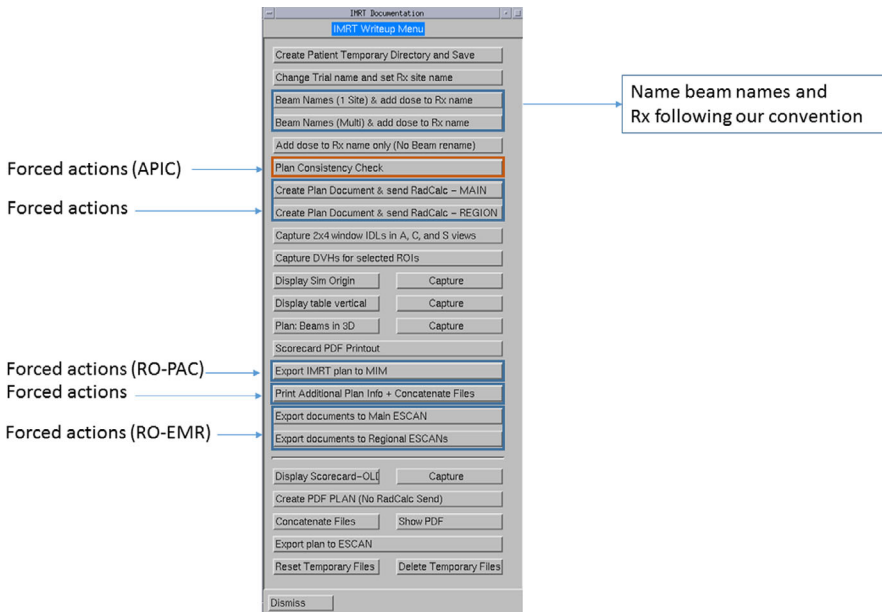 IMRT Documentation
IMRT Writeup Menu
Create Patient Temporary Directory and Save
Change Trial name and set Rx site name
Beam Names (1 Site) & add dose to Rx name
Beam Names (Multi) & add dose to Rx name
Name beam names and
Rx following our convention
Add dose to Rx name only (No Beam rename)
Forced actions (APIC)
Plan Consistency Check
Create Plan Document & send RadCalc - MAIN
Forced actions
Create Plan Document & send RadCalc - REGION
Capture 2x4 window IDLs in A, C, and S views
Capture DVHs for selected ROIs
Display Sim Origin Capture
Display table vertical Capture
Plan: Beams in 3D Capture
Scorecard PDF Printout
Forced actions (RO-PAC)
Export IMRT plan to MIM
Forced actions
Print Additional Plan Info + Concatenate Files
Export documents to Main ESCAN
Forced actions (RO-EMR)
Export documents to Regional ESCANs
Display Scorecard-OLD Capture
Create PDF PLAN (No RadCalc Send)
Concatenate Files Show PDF
Export plan to ESCAN
Reset Temporary Files Delete Temporary Files
Dismiss